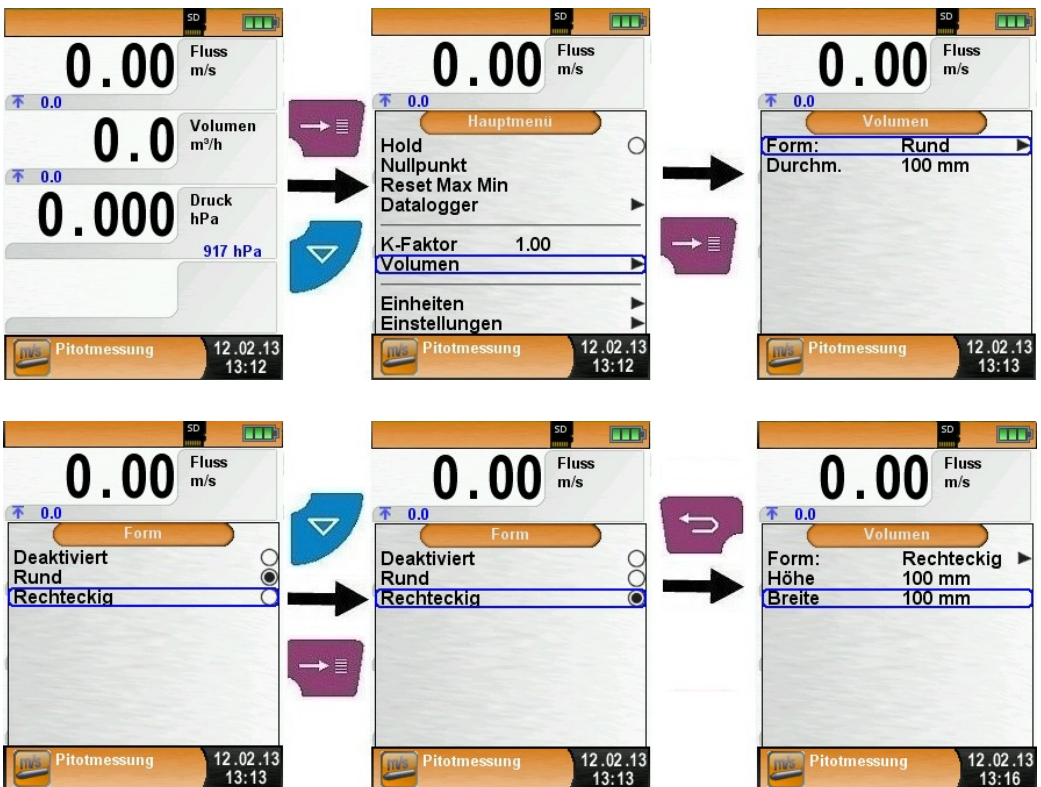 SD
0.00 Fluss m/s
0.0
0.0 Volumen m³/h
0.0
0.000 Druck hPa
917 hPa
m/s Pitotmessung 12.02.13
13:12
SD
0.00 Fluss m/s
0.0
Hauptmenü
Hold
Nullpunkt
Reset Max Min
Datalogger
K-Faktor 1.00
Volumen
Einheiten
Einstellungen
m/s Pitotmessung 12.02.13
13:12
SD
0.00 Fluss m/s
0.0
Volumen
Form: Rund
Durchm. 100 mm
m/s Pitotmessung 12.02.13
13:13
SD
0.00 Fluss m/s
0.0
Form
Deaktiviert
Rund
Rechteckig
m/s Pitotmessung 12.02.13
13:13
SD
0.00 Fluss m/s
0.0
Form
Deaktiviert
Rund
Rechteckig
m/s Pitotmessung 12.02.13
13:13
SD
0.00 Fluss m/s
0.0
Volumen
Form: Rechteckig
Höhe 100 mm
Breite 100 mm
m/s Pitotmessung 12.02.13
13:16